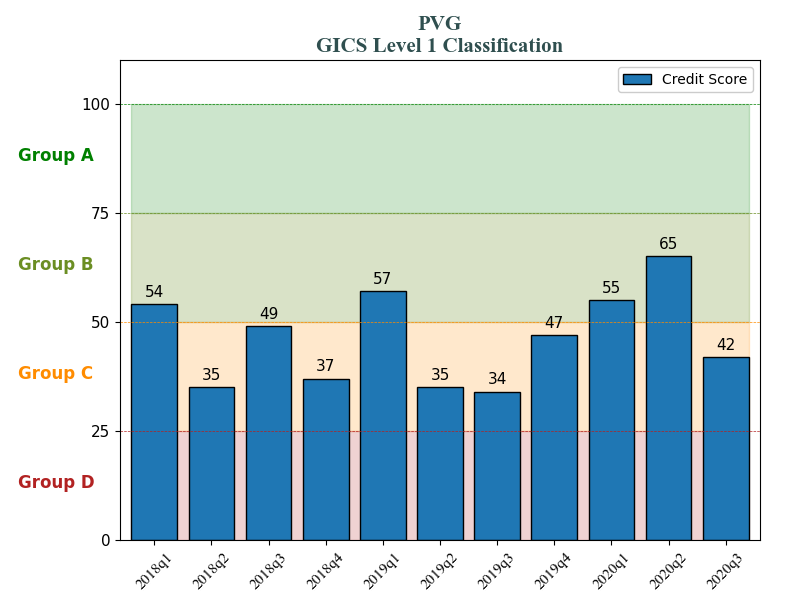 PVG
GICS Level 1 Classification
Credit Score
100
Group A
75
Group B
65
57
55
54
50
49
47
42
Group C
37
35
35
34
25
Group D
0
2018q1
2018q2
2018q3
2018q4
2019q1
2019q2
2019q3
2019q4
2020q1
2020q2
2020q3